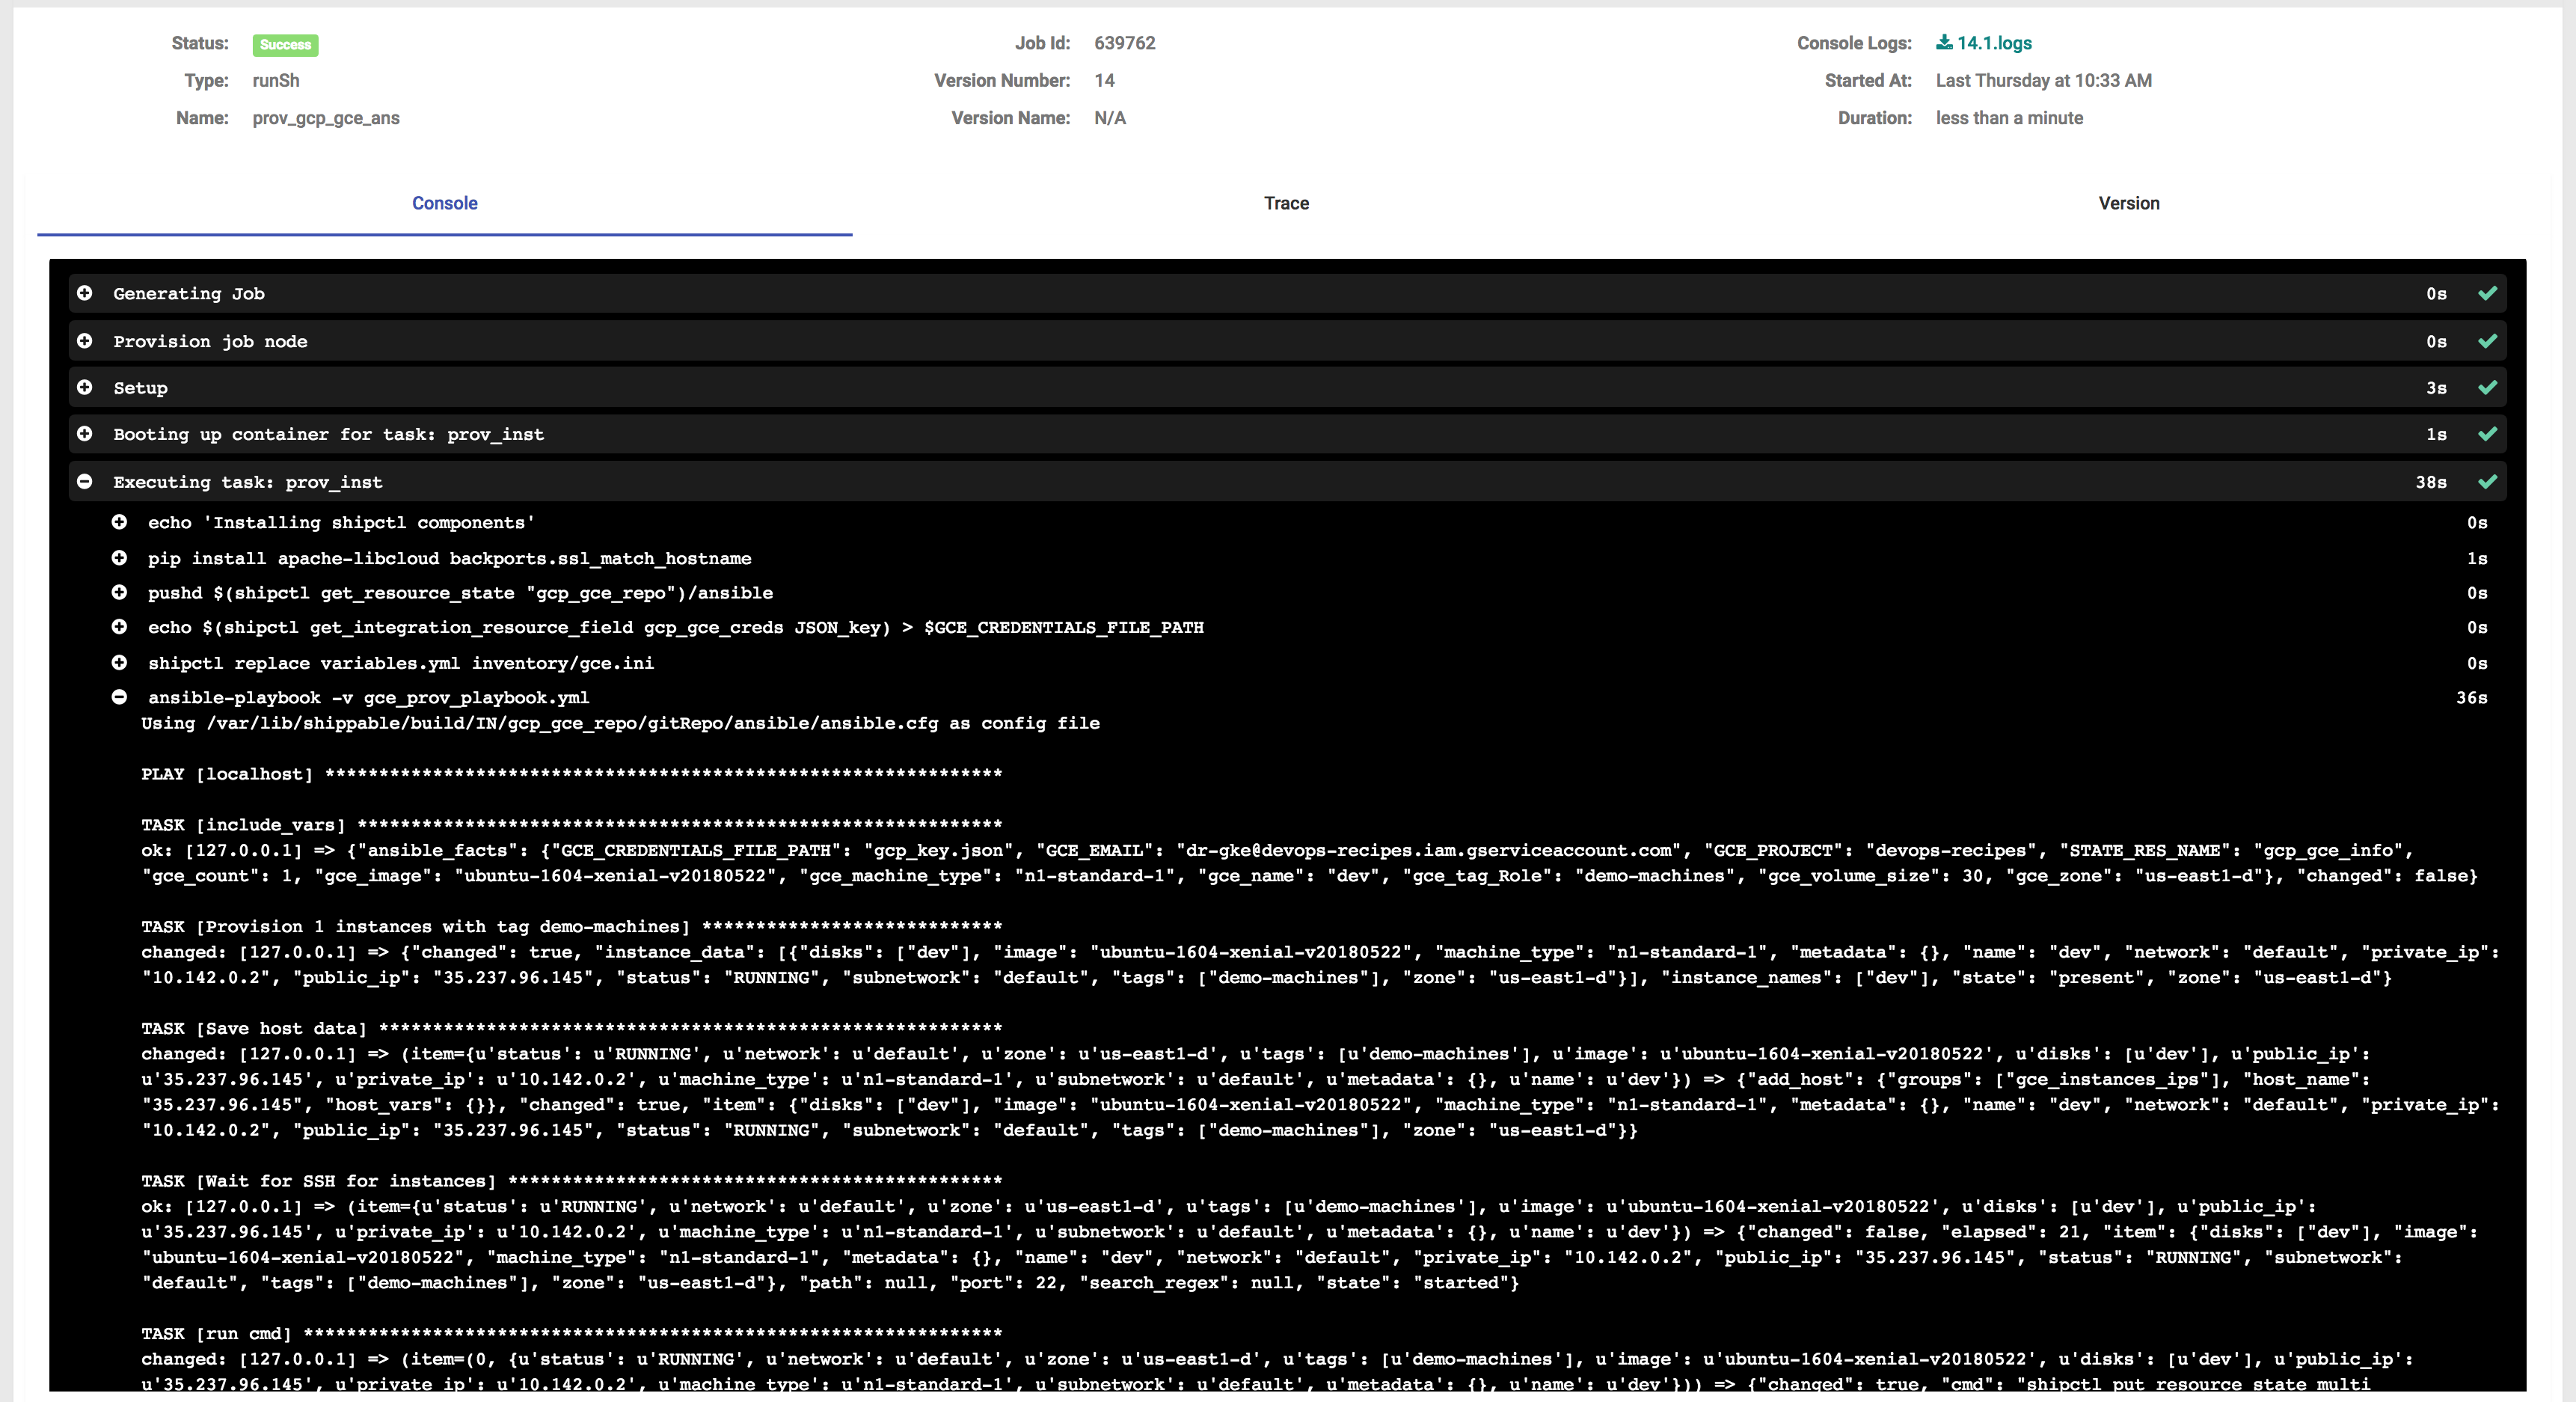 Status: Success Job Id: 639762 Console Logs: 14.1.logs
Type: runSh Version Number: 14 Started At: Last Thursday at 10:33 AM
Name: prov_gcp_gce_ans Version Name: N/A Duration: less than a minute
Console Trace Version
Generating Job 0s
Provision job node 0s
Setup 3s
Booting up container for task: prov_inst 1s
Executing task: prov_inst 38s
echo 'Installing shipctl components' 0s
pip install apache-libcloud backports.ssl_match_hostname 1s
pushd $(shipctl get_resource_state "gcp_gce_repo")/ansible 0s
echo $(shipctl get_integration_resource_field gcp_gce_creds JSON_key) > $GCE_CREDENTIALS_FILE_PATH 0s
shipctl replace variables.yml inventory/gce.ini 0s
ansible-playbook -v gce_prov_playbook.yml 36s
Using /var/lib/shippable/build/IN/gcp_gce_repo/gitRepo/ansible/ansible.cfg as config file
PLAY [localhost] ***************************************************************
TASK [include_vars] ************************************************************
ok: [127.0.0.1] => {"ansible_facts": {"GCE_CREDENTIALS_FILE_PATH": "gcp_key.json", "GCE_EMAIL": "dr-gke@devops-recipes.iam.gserviceaccount.com", "GCE_PROJECT": "devops-recipes", "STATE_RES_NAME": "gcp_gce_info",
"gce_count": 1, "gce_image": "ubuntu-1604-xenial-v20180522", "gce_machine_type": "n1-standard-1", "gce_name": "dev", "gce_tag_Role": "demo-machines", "gce_volume_size": 30, "gce_zone": "us-east1-d"}, "changed": false}
TASK [Provision 1 instances with tag demo-machines] ****************************
changed: [127.0.0.1] => {"changed": true, "instance_data": [{"disks": ["dev"], "image": "ubuntu-1604-xenial-v20180522", "machine_type": "n1-standard-1", "metadata": {}, "name": "dev", "network": "default", "private_ip":
"10.142.0.2", "public_ip": "35.237.96.145", "status": "RUNNING", "subnetwork": "default", "tags": ["demo-machines"], "zone": "us-east1-d"}], "instance_names": ["dev"], "state": "present", "zone": "us-east1-d"}
TASK [Save host data] **********************************************************
changed: [127.0.0.1] => (item={u'status': u'RUNNING', u'network': u'default', u'zone': u'us-east1-d', u'tags': [u'demo-machines'], u'image': u'ubuntu-1604-xenial-v20180522', u'disks': [u'dev'], u'public_ip':
u'35.237.96.145', u'private_ip': u'10.142.0.2', u'machine_type': u'n1-standard-1', u'subnetwork': u'default', u'metadata': {}, u'name': u'dev'}) => {"add_host": {"groups": ["gce_instances_ips"], "host_name":
"35.237.96.145", "host_vars": {}}, "changed": true, "item": {"disks": ["dev"], "image": "ubuntu-1604-xenial-v20180522", "machine_type": "n1-standard-1", "metadata": {}, "name": "dev", "network": "default", "private_ip":
"10.142.0.2", "public_ip": "35.237.96.145", "status": "RUNNING", "subnetwork": "default", "tags": ["demo-machines"], "zone": "us-east1-d"}}
TASK [Wait for SSH for instances] **********************************************
ok: [127.0.0.1] => (item={u'status': u'RUNNING', u'network': u'default', u'zone': u'us-east1-d', u'tags': [u'demo-machines'], u'image': u'ubuntu-1604-xenial-v20180522', u'disks': [u'dev'], u'public_ip':
u'35.237.96.145', u'private_ip': u'10.142.0.2', u'machine_type': u'n1-standard-1', u'subnetwork': u'default', u'metadata': {}, u'name': u'dev'}) => {"changed": false, "elapsed": 21, "item": {"disks": ["dev"], "image":
"ubuntu-1604-xenial-v20180522", "machine_type": "n1-standard-1", "metadata": {}, "name": "dev", "network": "default", "private_ip": "10.142.0.2", "public_ip": "35.237.96.145", "status": "RUNNING", "subnetwork":
"default", "tags": ["demo-machines"], "zone": "us-east1-d"}, "path": null, "port": 22, "search_regex": null, "state": "started"}
TASK [run cmd] *****************************************************************
changed: [127.0.0.1] => (item=(0, {u'status': u'RUNNING', u'network': u'default', u'zone': u'us-east1-d', u'tags': [u'demo-machines'], u'image': u'ubuntu-1604-xenial-v20180522', u'disks': [u'dev'], u'public_ip':
u'35.237.96.145', u'private_ip': u'10.142.0.2', u'machine_type': u'n1-standard-1', u'subnetwork': u'default', u'metadata': {}, u'name': u'dev'})) => {"changed": true, "cmd": "shipctl put_resource_state_multi